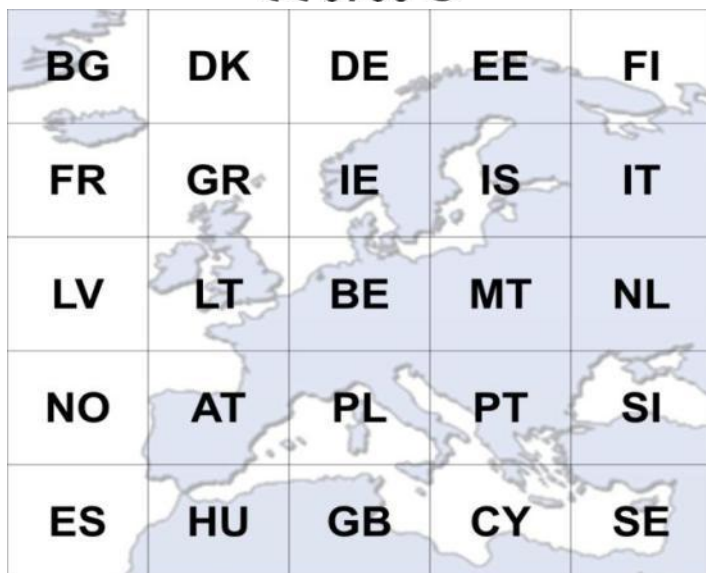 BG DK DE EE FI
FR GR IE IS IT
LV LT BE MT NL
NO AT PL PT SI
ES HU GB CY SE